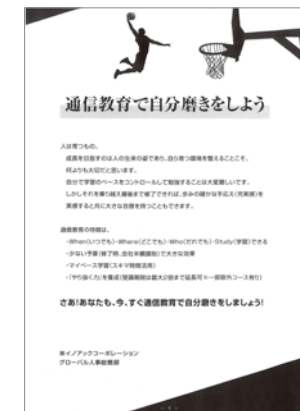 通信教育で自分磨きをしよう
人は育つもの。
成長を目指すのは人の生来の姿であり、自ら育つ環境を整えることこそ、
何よりも大切だと思います。
自分で学習のペースをコントロールして勉強することは大変難しいです。
しかしそれを乗り越え最後まで修了できれば、歩みの確かな手応え(充実感)を
実感すると共に大きな自信を持つこともできます。
通信教育の特徴は、
・When(いつでも)・Where(どこでも)・Who(だれでも)・Study(学習)できる
・少ない予算(修了時、会社半額援助)で大きな効果
・マイペース学習(スキマ時間活用)
・「やり抜く力」を養成(受講期間は最大2倍まで延長可※一部除外コース有り)
さあ!あなたも、今、すぐ通信教育で自分磨きをしましょう!
㈱イノアックコーポレーション
グローバル人事総務部